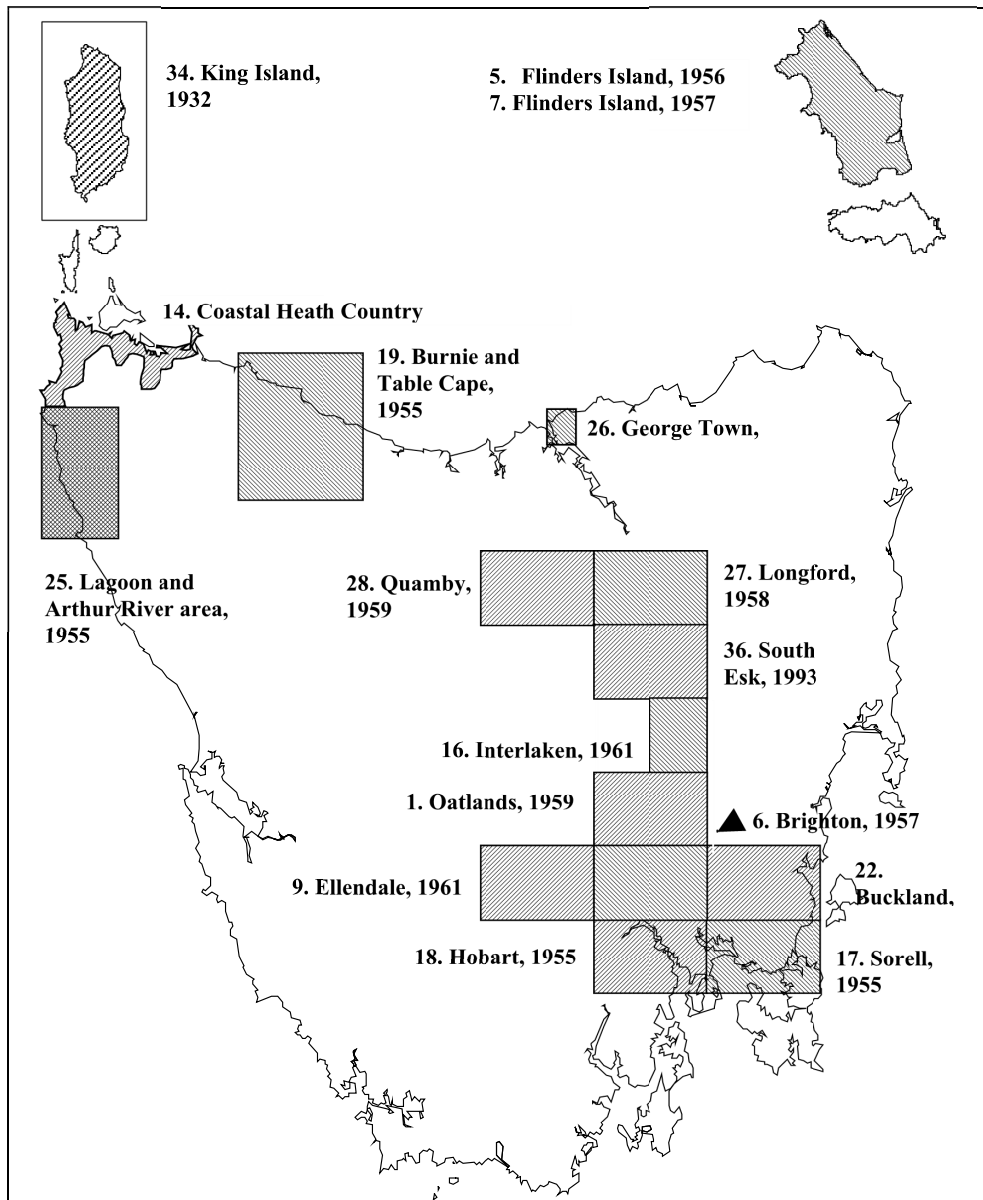 34. King Island,
1932
5. Flinders Island, 1956
7. Flinders Island, 1957
14. Coastal Heath Country
19. Burnie and
Table Cape,
1955
26. George Town,
25. Lagoon and
Arthur River area,
1955
28. Quamby,
1959
27. Longford,
1958
36. South
Esk, 1993
16. Interlaken, 1961
1. Oatlands, 1959
6. Brighton, 1957
9. Ellendale, 1961
22.
Buckland,
18. Hobart, 1955
17. Sorell,
1955